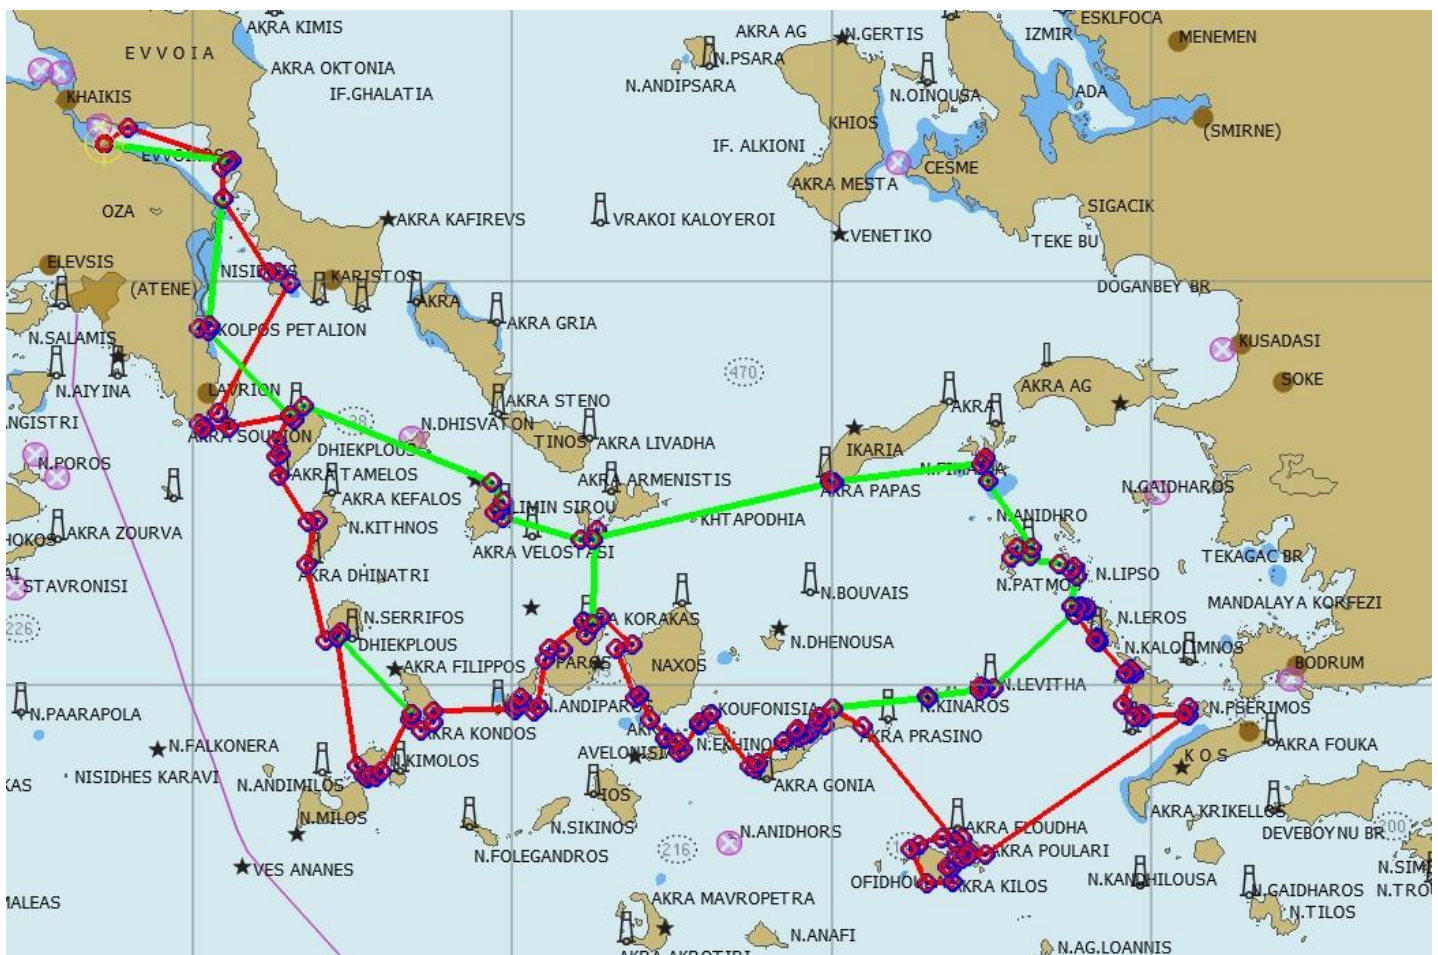 AKRA KIMIS
EVVOIA
AKRA OKTONIA
IF.GHALATIA
KHAIKIS
OZA
AKRA KAFIREVS
ELEVSIS
(ATENE)
KARISTOS
N.SALAMIS
KOLPOS PETALION
N.AIYINA
LAVRION
ANGISTRI
AKRA SOUNION
N.POROS
AKRA ZOURVA
STAVRONISI
226
N.PAARAPOLA
N.FALKONERA
NISIDHES KARAVI
VES ANANES
MALEAS
AKRA
AKRA GRIA
AKRA STENO
N.DHISVATON
TINOS
AKRA LIVADHA
DHIEKPLOUS
AKRA TAMELOS
AKRA KEFALOS
N.KITHNOS
AKRA DHINATRI
N.SERRIFOS
DHIEKPLOUS
AKRA FILIPPOS
AKRA KONDOS
N.KIMOLOS
N.ANDIMILOS
N.MILOS
LIMIN SIROU
AKRA VELOSTASI
AKRA ARMENISTIS
KHTAPODHIA
PAROS
N.ANDIPAROS
NAXOS
KOUFONISIA
IOS
N.SIKINOS
N.FOLEGANDROS
216
N.ANIDHORS
AKRA MAVROPETRA
N.ANAFI
AKRA AKROTIRI
AKRA AG
N.GERTIS
N.PSARA
N.ANDIPSARA
N.OINOUSA
KHIOS
IF. ALKIONI
AKRA MESTA
CESME
VRAKOI KALOYEROI
VENETIKO
470
ESKLFOCA
IZMIR
MENEMEN
ADA
(SMIRNE)
SIGACIK
TEKE BU
DOGANBEY BR
KUSADASI
SOKE
AKRA AG
AKRA
IKARIA
AKRA PAPAS
N.GAIDHAROS
N.ANIDHRO
TEKAGAC BR
N.PATMOS
N.LIPSO
MANDALAYA KORFEZI
N.BOUVAIS
N.LEROS
N.DHENOUSA
N.KALOLIMNOS
BODRUM
N.LEVITHA
N.KINAROS
N.PSERIMOS
AKRA PRASINO
KOS
AKRA FOUKA
AKRA GONIA
AKRA KRIKELLOS
DEVEBOYNU BR
200
AKRA ELOUDHA
AKRA POULARI
AKRA KILOS
N.KANDHILOUSA
N.GAIDHAROS
N.TILOS
N.AG.LOANNIS